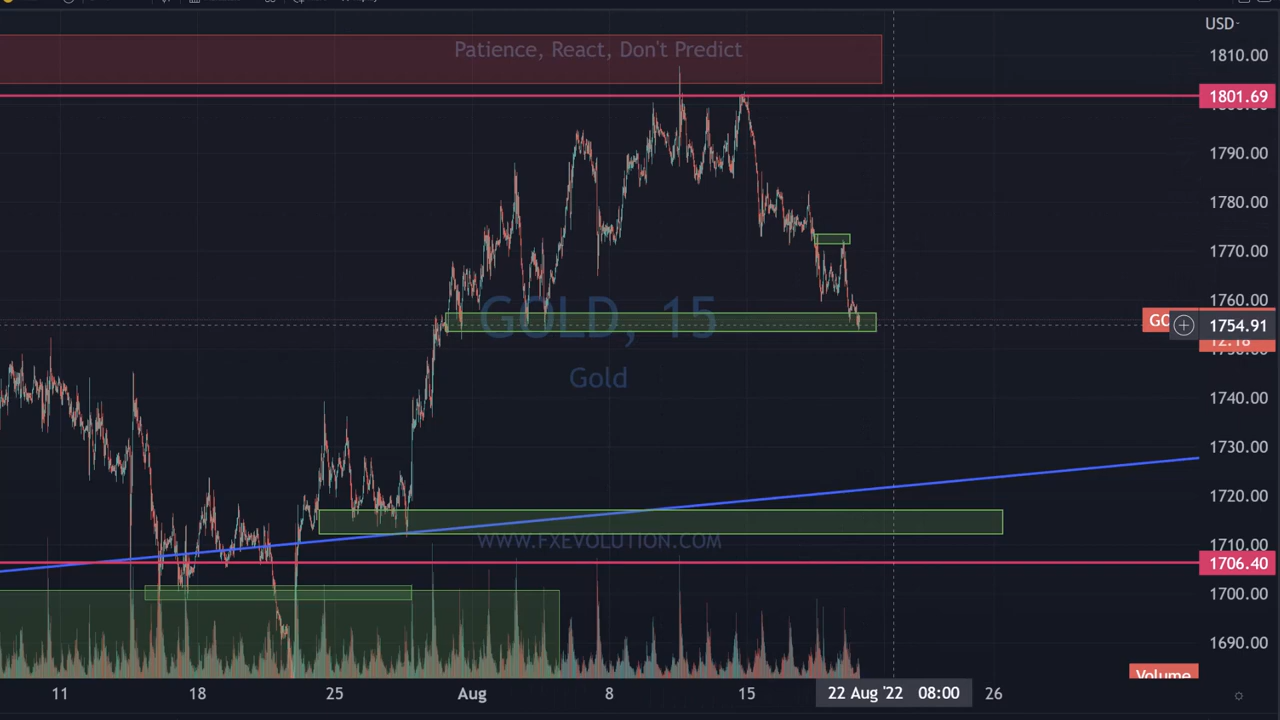 USD
Patience, React, Don't Predict
1810.00
1801.69
1790.00
1780.00
1770.00
1760.00
GOLD, 15
1754.91
Gold
1740.00
1730.00
1720.00
1710.00
WWW.FXEVOLUTION.COM
1706.40
1700.00
1690.00
Volume
11 18 25 Aug 8 15 22 Aug '22 08:00 26